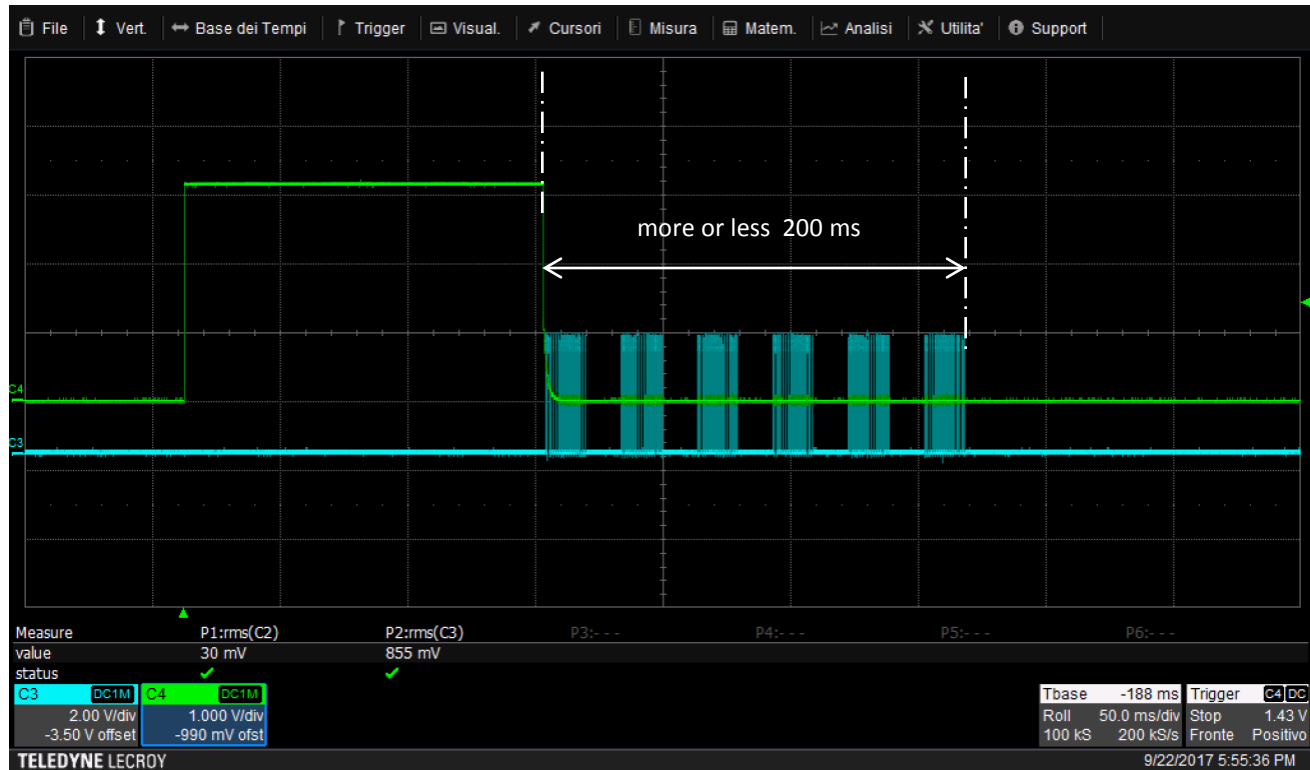 File Vert. Base dei Tempi Trigger Visual. Cursori Misura Matem. Analisi Utilita' Support
more or less 200 ms
C4
C3
Measure P1:rms(C2) P2:rms(C3) P3:- - - P4:- - - P5:- - - P6:- - -
value 30 mV 855 mV
status
C3 DC1M C4 DC1M Tbase -188 ms Trigger C4 DC
2.00 V/div 1.000 V/div Roll 50.0 ms/div Stop 1.43 V
-3.50 V offset -990 mV ofst 100 kS 200 kS/s Fronte Positivo
TELEDYNE LECROY 9/22/2017 5:55:36 PM